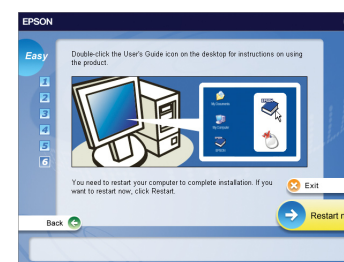 EPSON
Easy
Double-click the User's Guide icon on the desktop for instructions on using
the product.
1
2
3
4
5
6
My Documents
My Computer
EPSON
You need to restart your computer to complete installation. If you
want to restart now, click Restart.
Exit
Restart n
Back